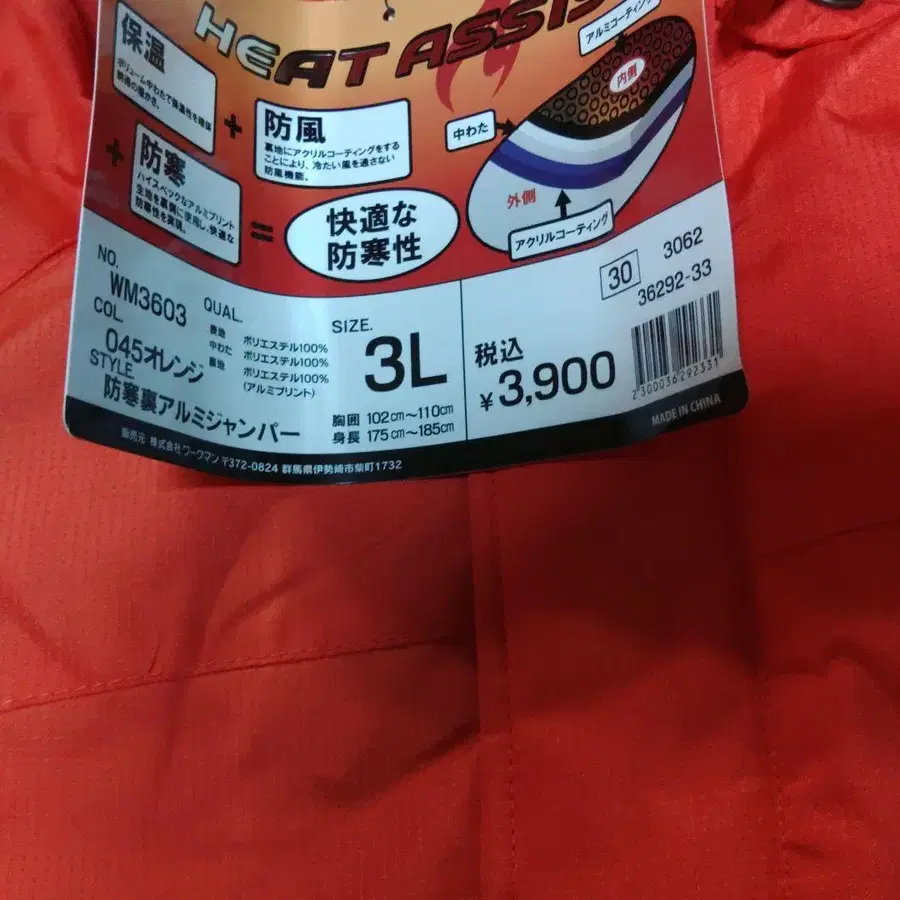 HEAT ASSIS
保温
ボリューム中わたで保温性を確保
抜群の暖かさ。
+
防風
裏地にアクリルコーティングをする
ことにより、冷たい風を通さない
防風機能。
+
防寒
ハイスペックなアルミプリント
生地を裏側に使用し、快適な
防寒性を実現。
=
快適な
防寒性
アルミコーティング
内側
中わた
外側
アクリルコーティング
NO.
WM3603
COL.
045オレンジ
STYLE
防寒裏アルミジャンパー
QUAL.
表地 ポリエステル100%
中わた ポリエステル100%
裏地 ポリエステル100%
(アルミプリント)
SIZE.
3L
胸囲 102cm〜110cm
身長 175cm〜185cm
税込
¥3,900
30 3062
36292-33
2300036292331
MADE IN CHINA
販売元 株式会社ワークマン 〒372-0824 群馬県伊勢崎市柴町1732